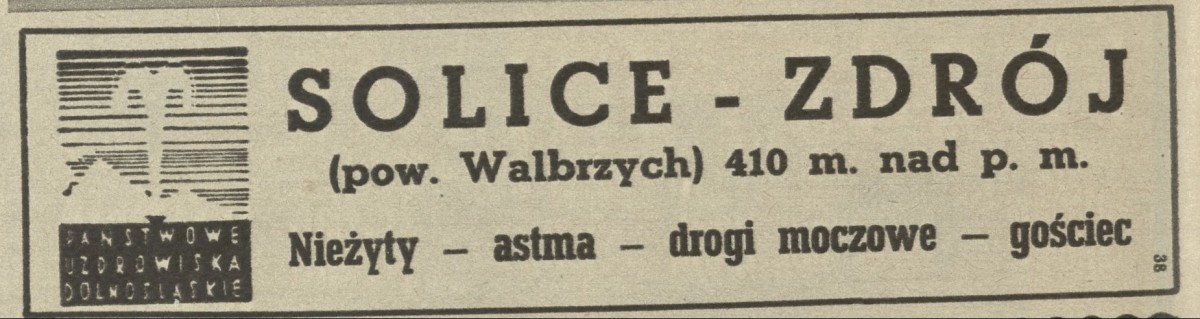 SOLICE - ZDRÓJ
(pow. Walbrzych) 410 m. nad p. m.
Nieżyty — astma — drogi moczowe — gościec
PAŃSTWOWE
UZDROWISKA
DOLNOŚLĄSKIE
38